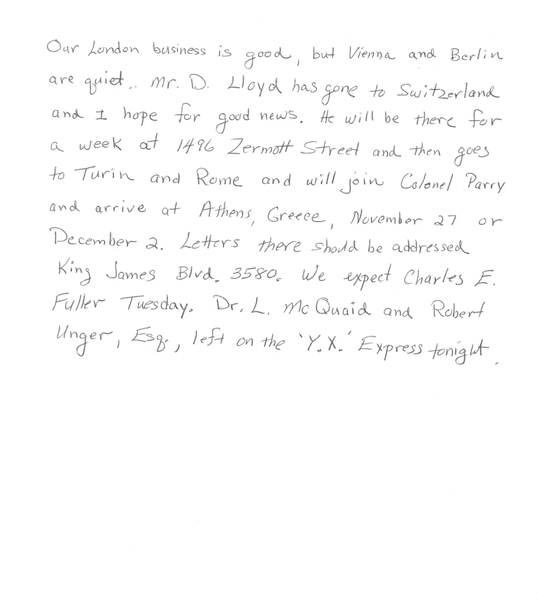 Our London business is good, but Vienna and Berlin
are quiet.. Mr. D. Lloyd has gone to Switzerland
and I hope for good news. He will be there for
a week at 1496 Zermott Street and then goes
to Turin and Rome and will join Colonel Parry
and arrive at Athens, Greece, November 27 or
December 2. Letters there should be addressed
King James Blvd. 3580. We expect Charles E.
Fuller Tuesday. Dr. L. McQuaid and Robert
Unger, Esq., left on the 'Y.X.' Express tonight.